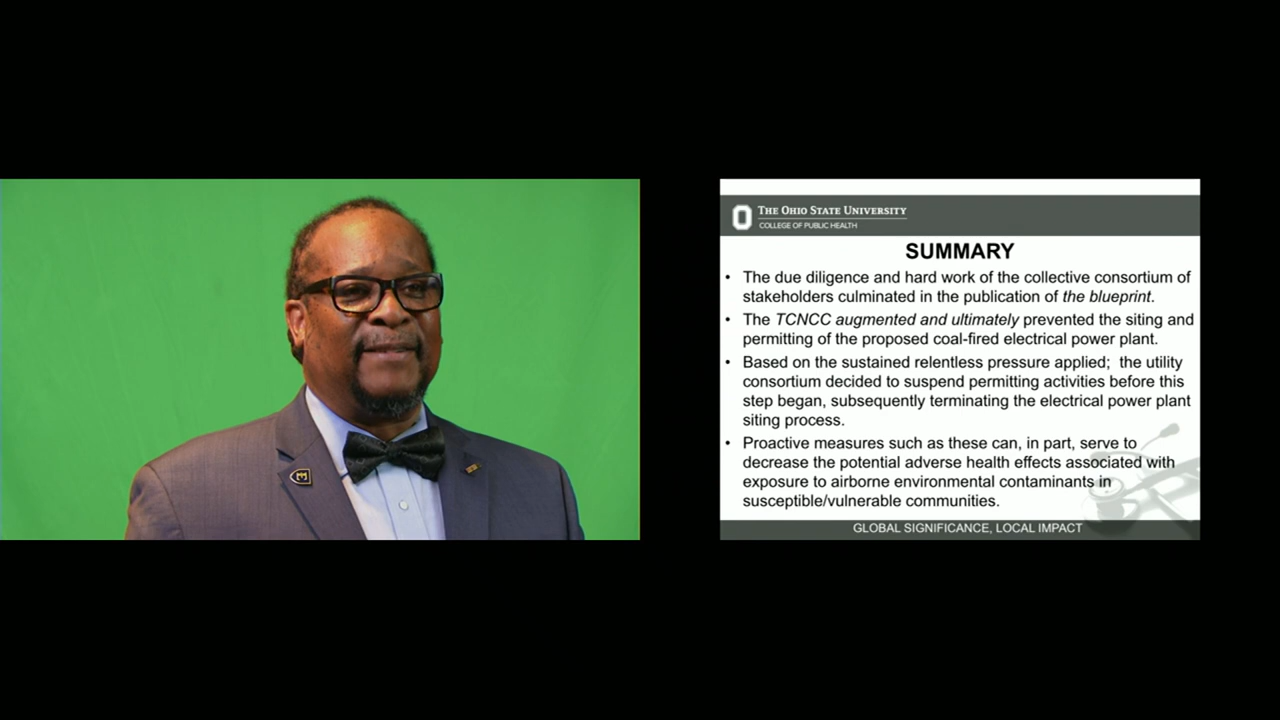 THE OHIO STATE UNIVERSITY
COLLEGE OF PUBLIC HEALTH
SUMMARY
• The due diligence and hard work of the collective consortium of
stakeholders culminated in the publication of the blueprint.
• The TCNCC augmented and ultimately prevented the siting and
permitting of the proposed coal-fired electrical power plant.
• Based on the sustained relentless pressure applied;  the utility
consortium decided to suspend permitting activities before this
step began, subsequently terminating the electrical power plant
siting process.
• Proactive measures such as these can, in part, serve to
decrease the potential adverse health effects associated with
exposure to airborne environmental contaminants in
susceptible/vulnerable communities.
GLOBAL SIGNIFICANCE, LOCAL IMPACT